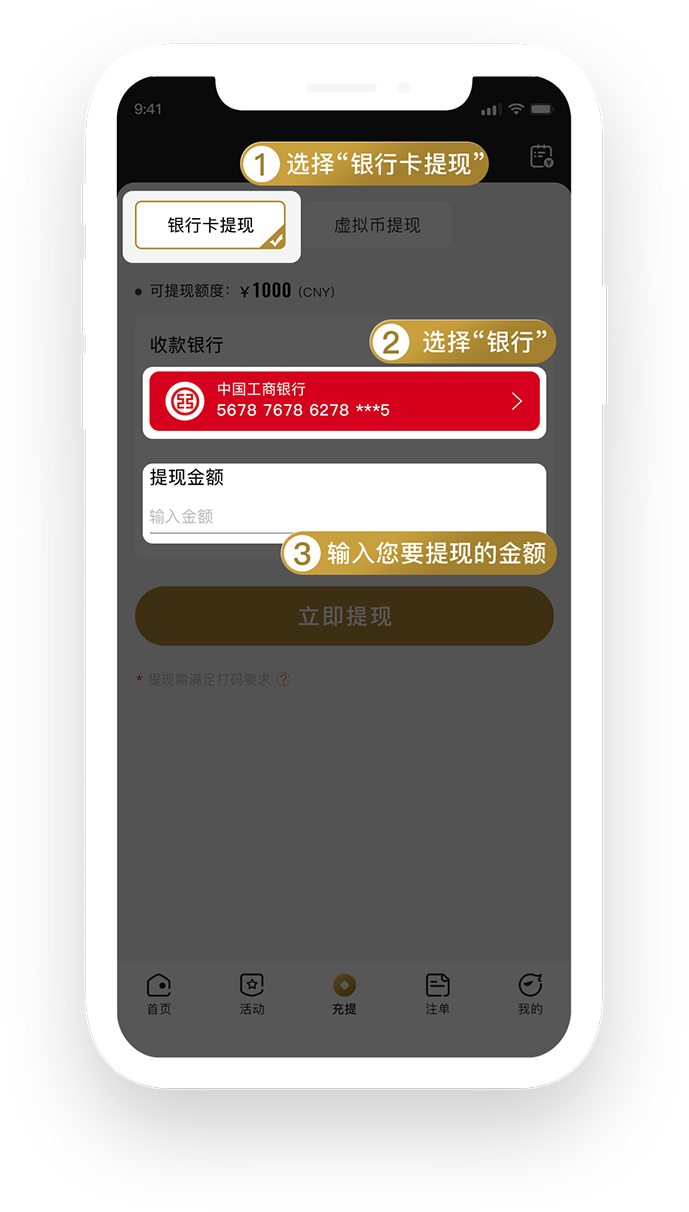 9:41
1 选择“银行卡提现”
银行卡提现 虚拟币提现
可提现额度: ¥1000 (CNY)
收款银行
2 选择“银行”
中国工商银行
5678 7678 6278 ***5
提现金额
输入金额
3 输入您要提现的金额
立即提现
* 提现需满足打码要求 ?
首页 活动 充提 注单 我的